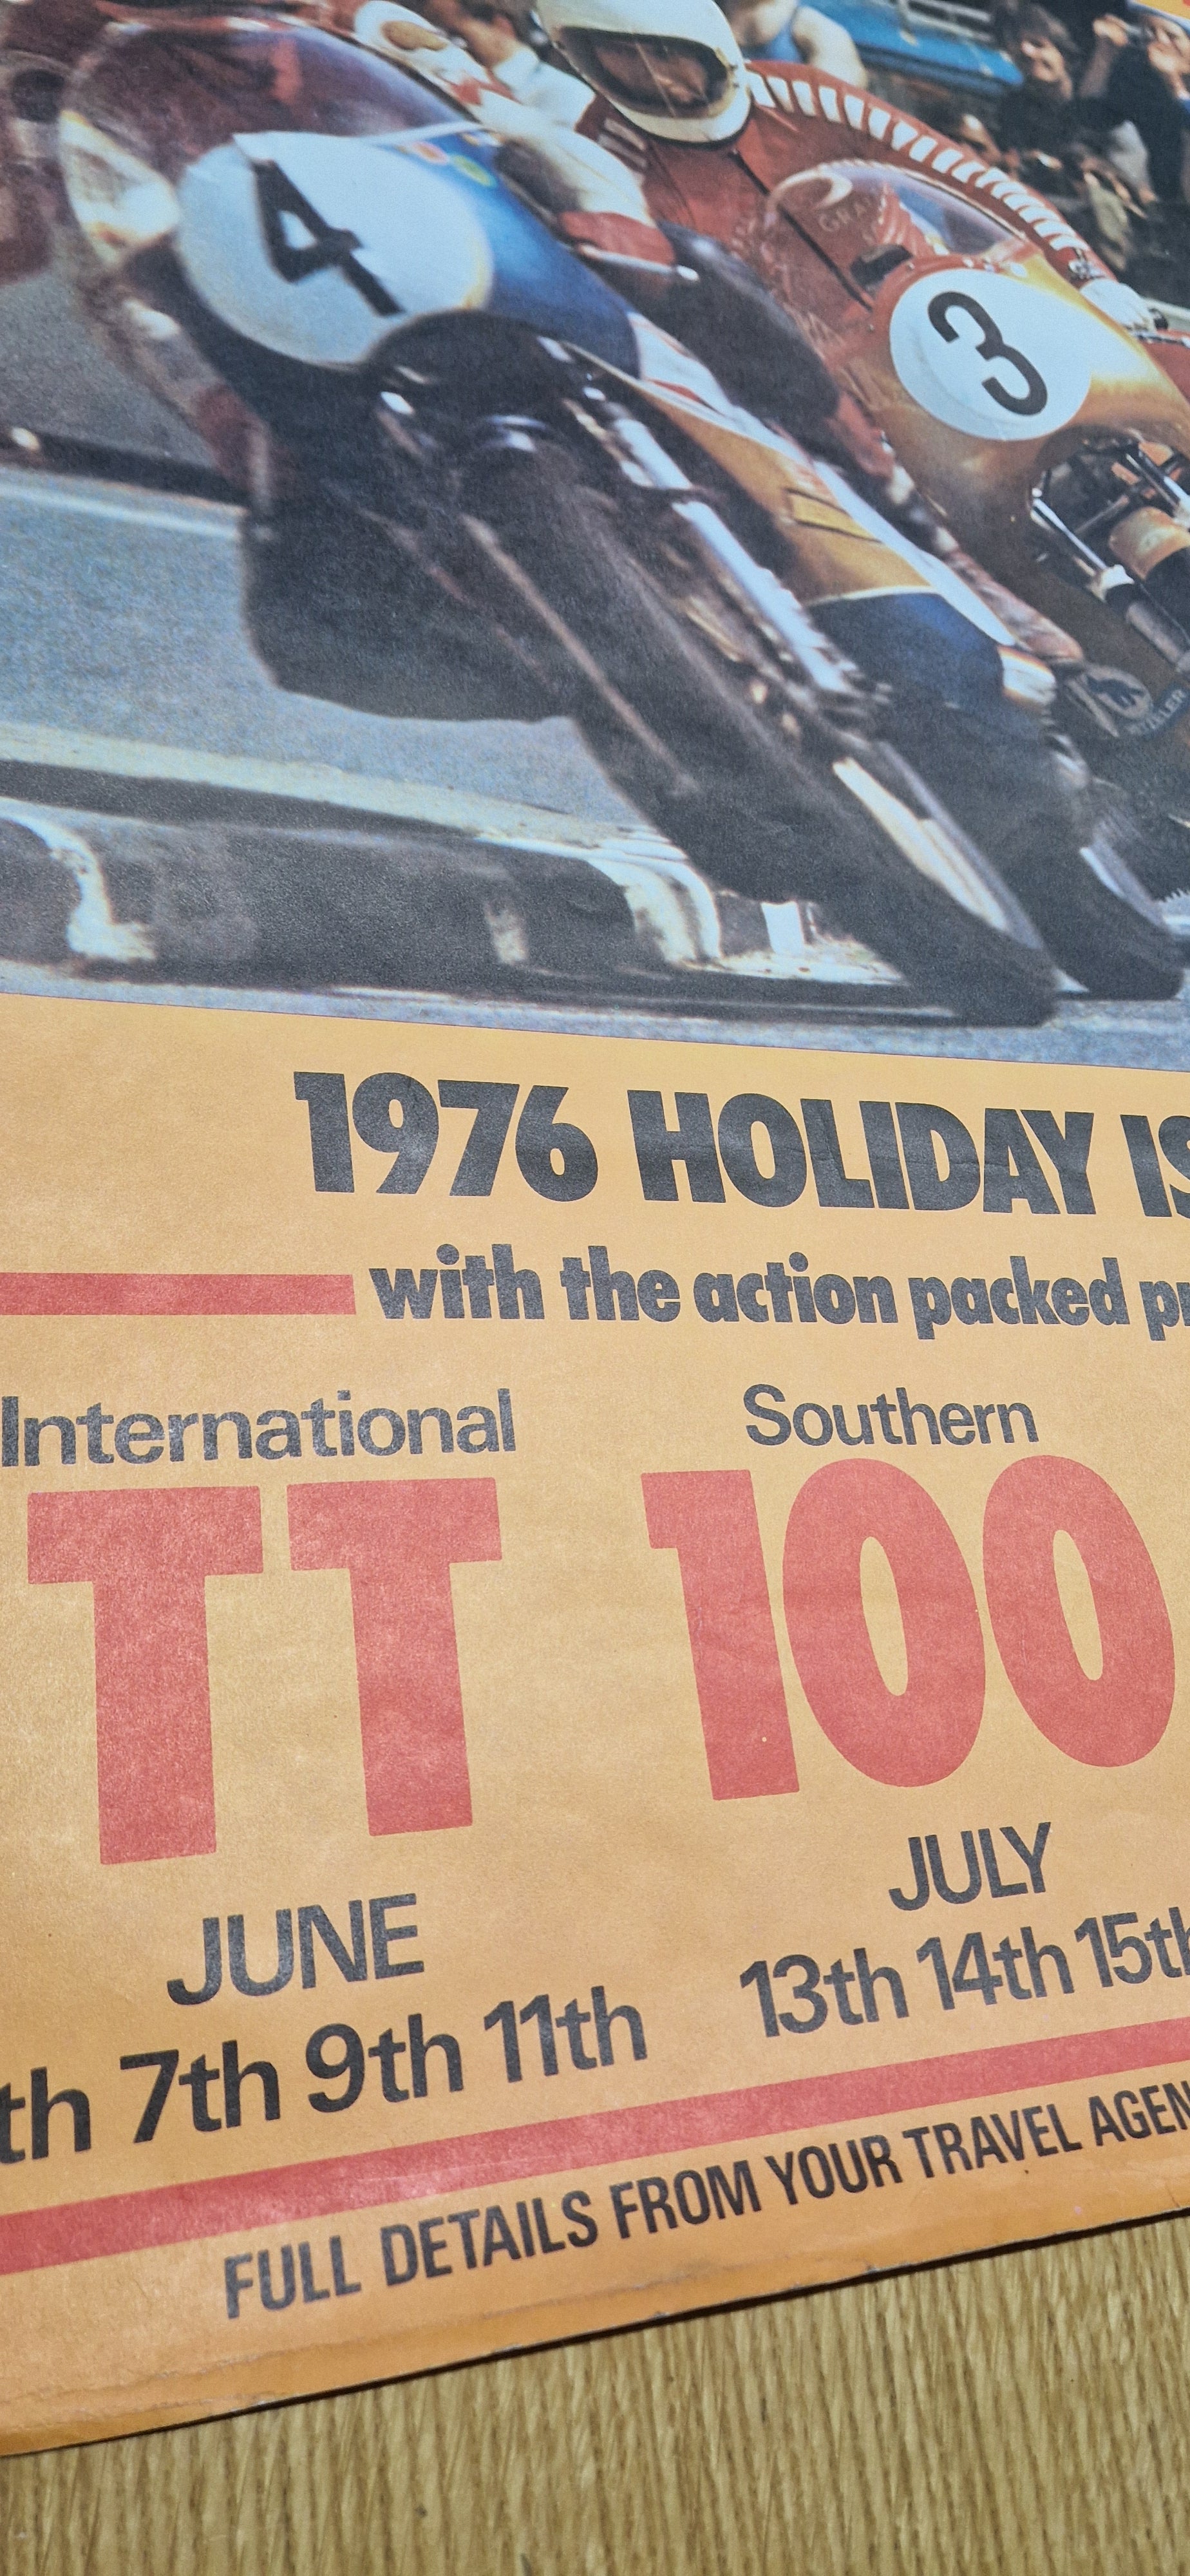 4
3
1976 HOLIDAY IS
with the action packed pr
International
TT
JUNE
th 7th 9th 11th
Southern
100
JULY
13th 14th 15th
FULL DETAILS FROM YOUR TRAVEL AGEN